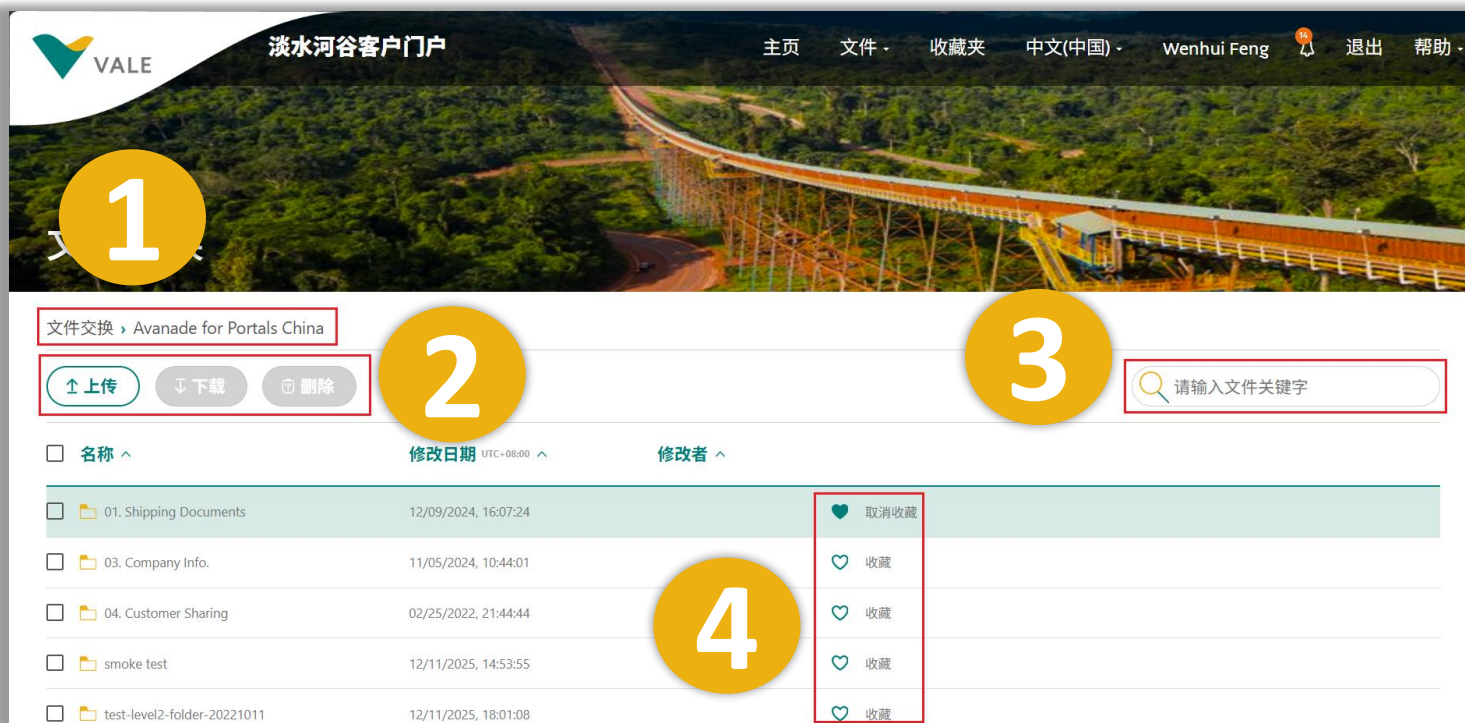 VALE
淡水河谷客户门户
主页 文件 收藏夹 中文(中国) Wenhui Feng 14 退出 帮助
1
文件交换 › Avanade for Portals China
2
3
上传 下载 删除
请输入文件关键字
名称 修改日期 UTC+08:00 修改者
01. Shipping Documents 12/09/2024, 16:07:24 取消收藏
03. Company Info. 11/05/2024, 10:44:01 收藏
04. Customer Sharing 02/25/2022, 21:44:44 收藏
4
smoke test 12/11/2025, 14:53:55 收藏
test-level2-folder-20221011 12/11/2025, 18:01:08 收藏